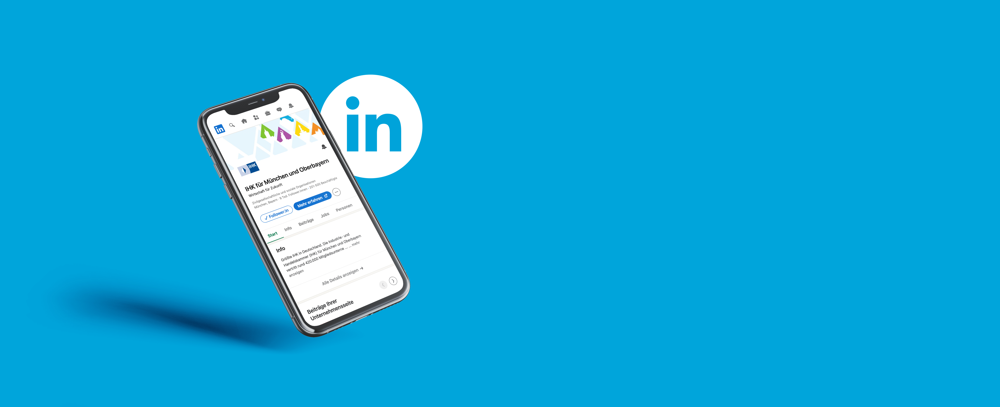 in
in
IHK
IHK für München und Oberbayern
Wirtschaft für Zukunft
Zivilgesellschaftliche und soziale Organisationen
München, Bayern · 9 Tsd. Follower:innen · 201-500 Beschäftigte
✓ Follower:in
Mehr erfahren
Start
Info
Beiträge
Jobs
Personen
Info
Größte IHK in Deutschland. Die Industrie- und
Handelskammer (IHK) für München und Oberbayern
vertritt rund 420.000 Mitgliedsunterne ... ... mehr
anzeigen
Alle Details anzeigen →
Beiträge Ihrer
Unternehmensseite